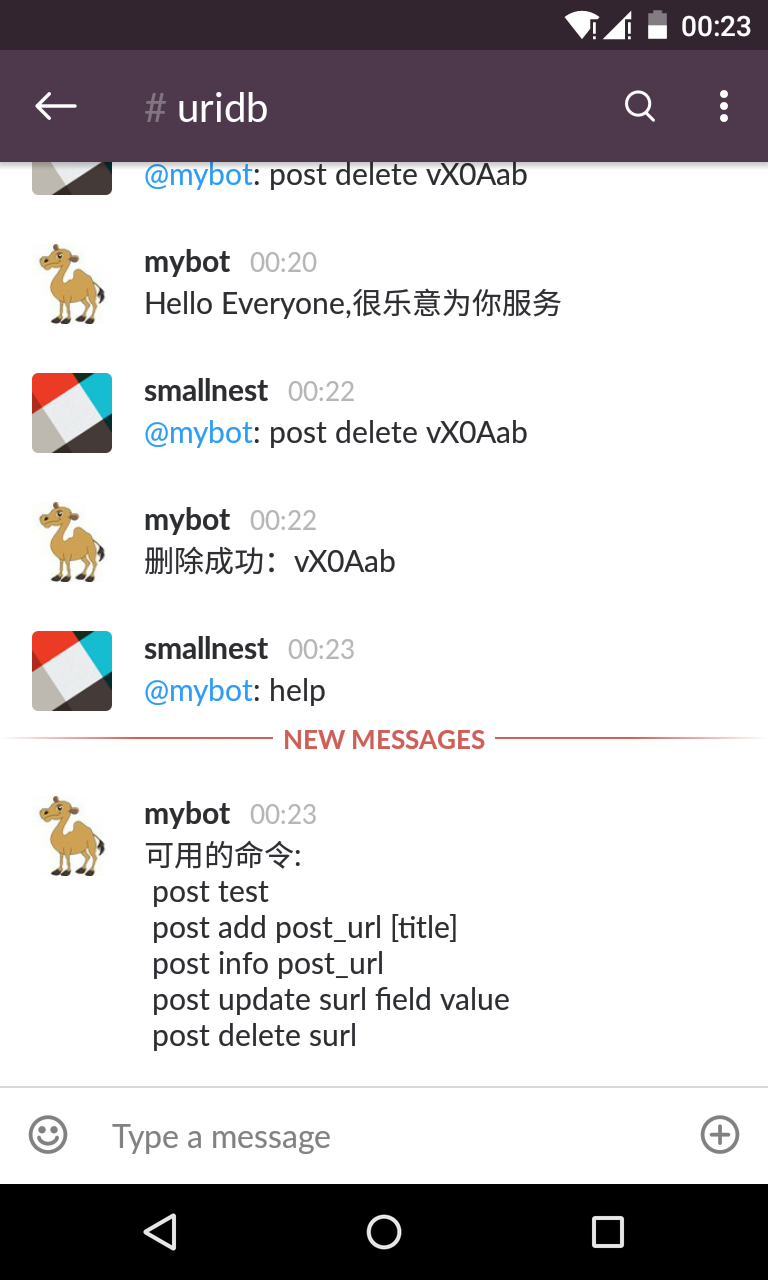 00:23
# uridb
@mybot: post delete vX0Aab
mybot 00:20
Hello Everyone,很乐意为你服务
smallnest 00:22
@mybot: post delete vX0Aab
mybot 00:22
删除成功：vX0Aab
smallnest 00:23
@mybot: help
NEW MESSAGES
mybot 00:23
可用的命令:
post test
post add post_url [title]
post info post_url
post update surl field value
post delete surl
Type a message